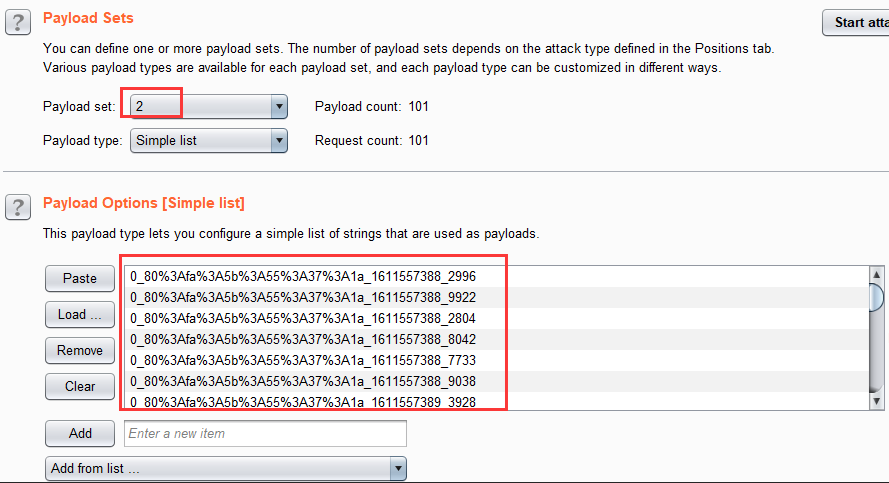 ? Payload Sets
Start atta
You can define one or more payload sets. The number of payload sets depends on the attack type defined in the Positions tab.
Various payload types are available for each payload set, and each payload type can be customized in different ways.
Payload set: 2 Payload count: 101
Payload type: Simple list Request count: 101
? Payload Options [Simple list]
This payload type lets you configure a simple list of strings that are used as payloads.
Paste
Load ...
Remove
Clear
0_80%3Afa%3A5b%3A55%3A37%3A1a_1611557388_2996
0_80%3Afa%3A5b%3A55%3A37%3A1a_1611557388_9922
0_80%3Afa%3A5b%3A55%3A37%3A1a_1611557388_2804
0_80%3Afa%3A5b%3A55%3A37%3A1a_1611557388_8042
0_80%3Afa%3A5b%3A55%3A37%3A1a_1611557388_7733
0_80%3Afa%3A5b%3A55%3A37%3A1a_1611557388_9038
0_80%3Afa%3A5b%3A55%3A37%3A1a_1611557389_3928
Add Enter a new item
Add from list ...